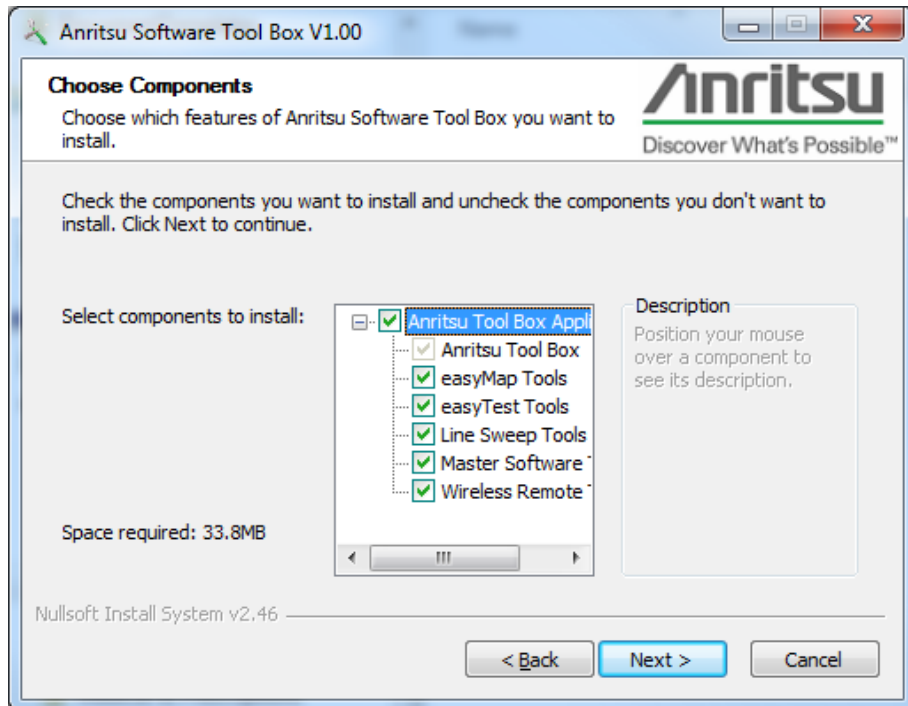 Anritsu Software Tool Box V1.00
Choose Components
Choose which features of Anritsu Software Tool Box you want to
install.
Anritsu
Discover What's Possible™
Check the components you want to install and uncheck the components you don't want to
install. Click Next to continue.
Select components to install:
Anritsu Tool Box Appli
Anritsu Tool Box
easyMap Tools
easyTest Tools
Line Sweep Tools
Master Software
Wireless Remote
Description
Position your mouse
over a component to
see its description.
Space required: 33.8MB
Nullsoft Install System v2.46
< Back
Next >
Cancel